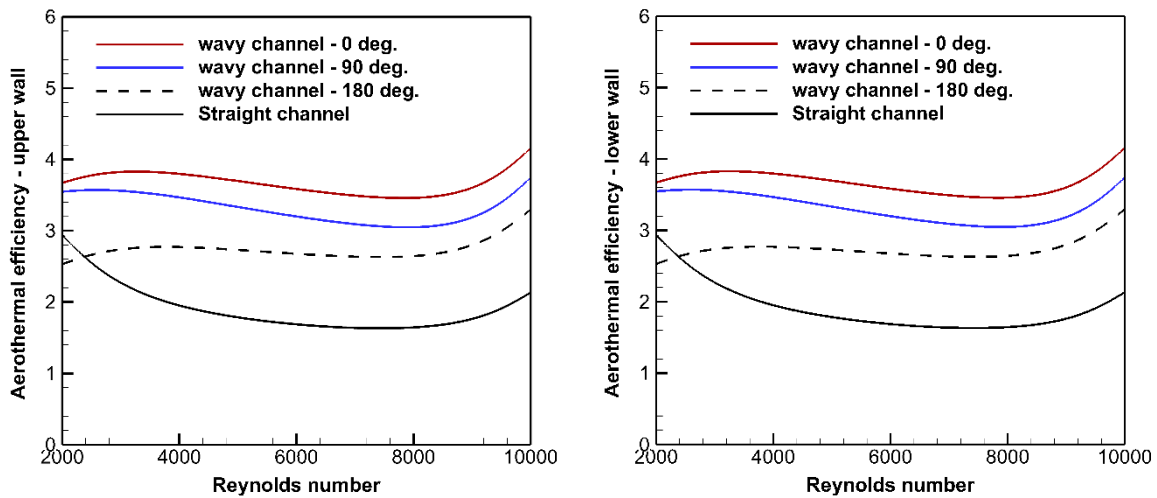 6
5
4
3
2
1
0
2000 4000 6000 8000 10000
Reynolds number
Aerothermal efficiency - upper wall
wavy channel - 0 deg.
wavy channel - 90 deg.
wavy channel - 180 deg.
Straight channel
6
5
4
3
2
1
0
2000 4000 6000 8000 10000
Reynolds number
Aerothermal efficiency - lower wall
wavy channel - 0 deg.
wavy channel - 90 deg.
wavy channel - 180 deg.
Straight channel